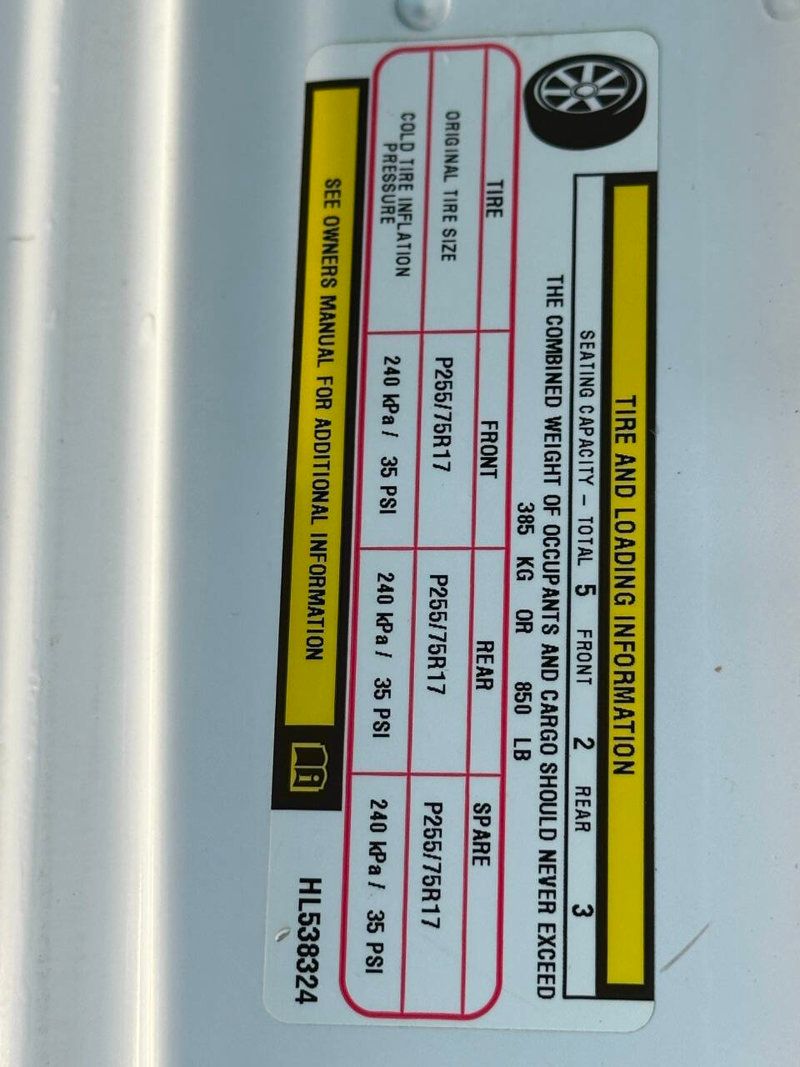 TIRE AND LOADING INFORMATION
SEATING CAPACITY – TOTAL 5 FRONT 2 REAR 3
THE COMBINED WEIGHT OF OCCUPANTS AND CARGO SHOULD NEVER EXCEED
385 KG OR 850 LB
TIRE FRONT REAR SPARE
ORIGINAL TIRE SIZE P255/75R17 P255/75R17 P255/75R17
COLD TIRE INFLATION
PRESSURE 240 kPa / 35 PSI 240 kPa / 35 PSI 240 kPa / 35 PSI
SEE OWNERS MANUAL FOR ADDITIONAL INFORMATION
HL538324